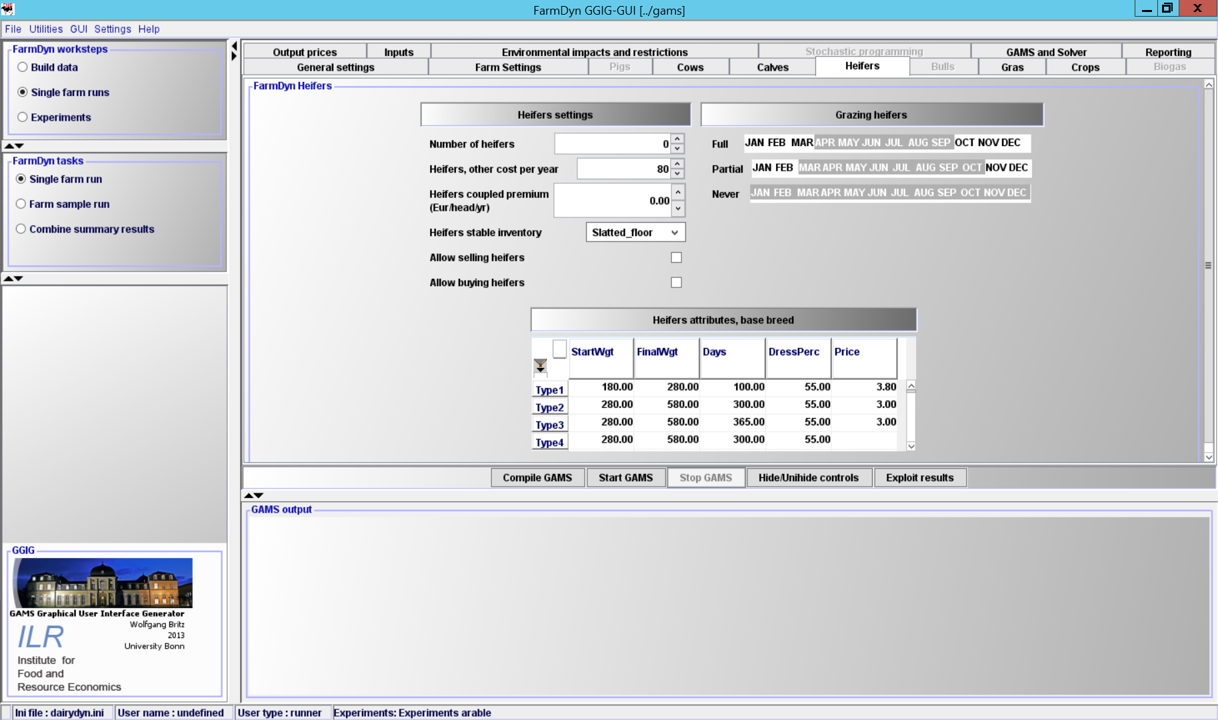 FarmDyn GGIG-GUI [../gams]
X
File Utilities GUI Settings Help
FarmDyn worksteps
Build data
Single farm runs
Experiments
FarmDyn tasks
Single farm run
Farm sample run
Combine summary results
GGIG
GAMS Graphical User Interface Generator
Wolfgang Britz
2013
University Bonn
ILR
Institute for
Food and
Resource Economics
Output prices Inputs Environmental impacts and restrictions Stochastic programming GAMS and Solver Reporting
General settings Farm Settings Pigs Cows Calves Heifers Bulls Gras Crops Biogas
FarmDyn Heifers
Heifers settings
Number of heifers 0
Heifers, other cost per year 80
Heifers coupled premium
(Eur/head/yr) 0.00
Heifers stable inventory Slatted_floor
Allow selling heifers
Allow buying heifers
Grazing heifers
Full JAN FEB MAR APR MAY JUN JUL AUG SEP OCT NOV DEC
Partial JAN FEB MAR APR MAY JUN JUL AUG SEP OCT NOV DEC
Never JAN FEB MAR APR MAY JUN JUL AUG SEP OCT NOV DEC
Heifers attributes, base breed
StartWgt FinalWgt Days DressPerc Price
Type1 180.00 280.00 100.00 55.00 3.80
Type2 280.00 580.00 300.00 55.00 3.00
Type3 280.00 580.00 365.00 55.00 3.00
Type4 280.00 580.00 300.00 55.00
Compile GAMS Start GAMS Stop GAMS Hide/Unihide controls Exploit results
GAMS output
Ini file : dairydyn.ini User name : undefined User type : runner Experiments: Experiments arable